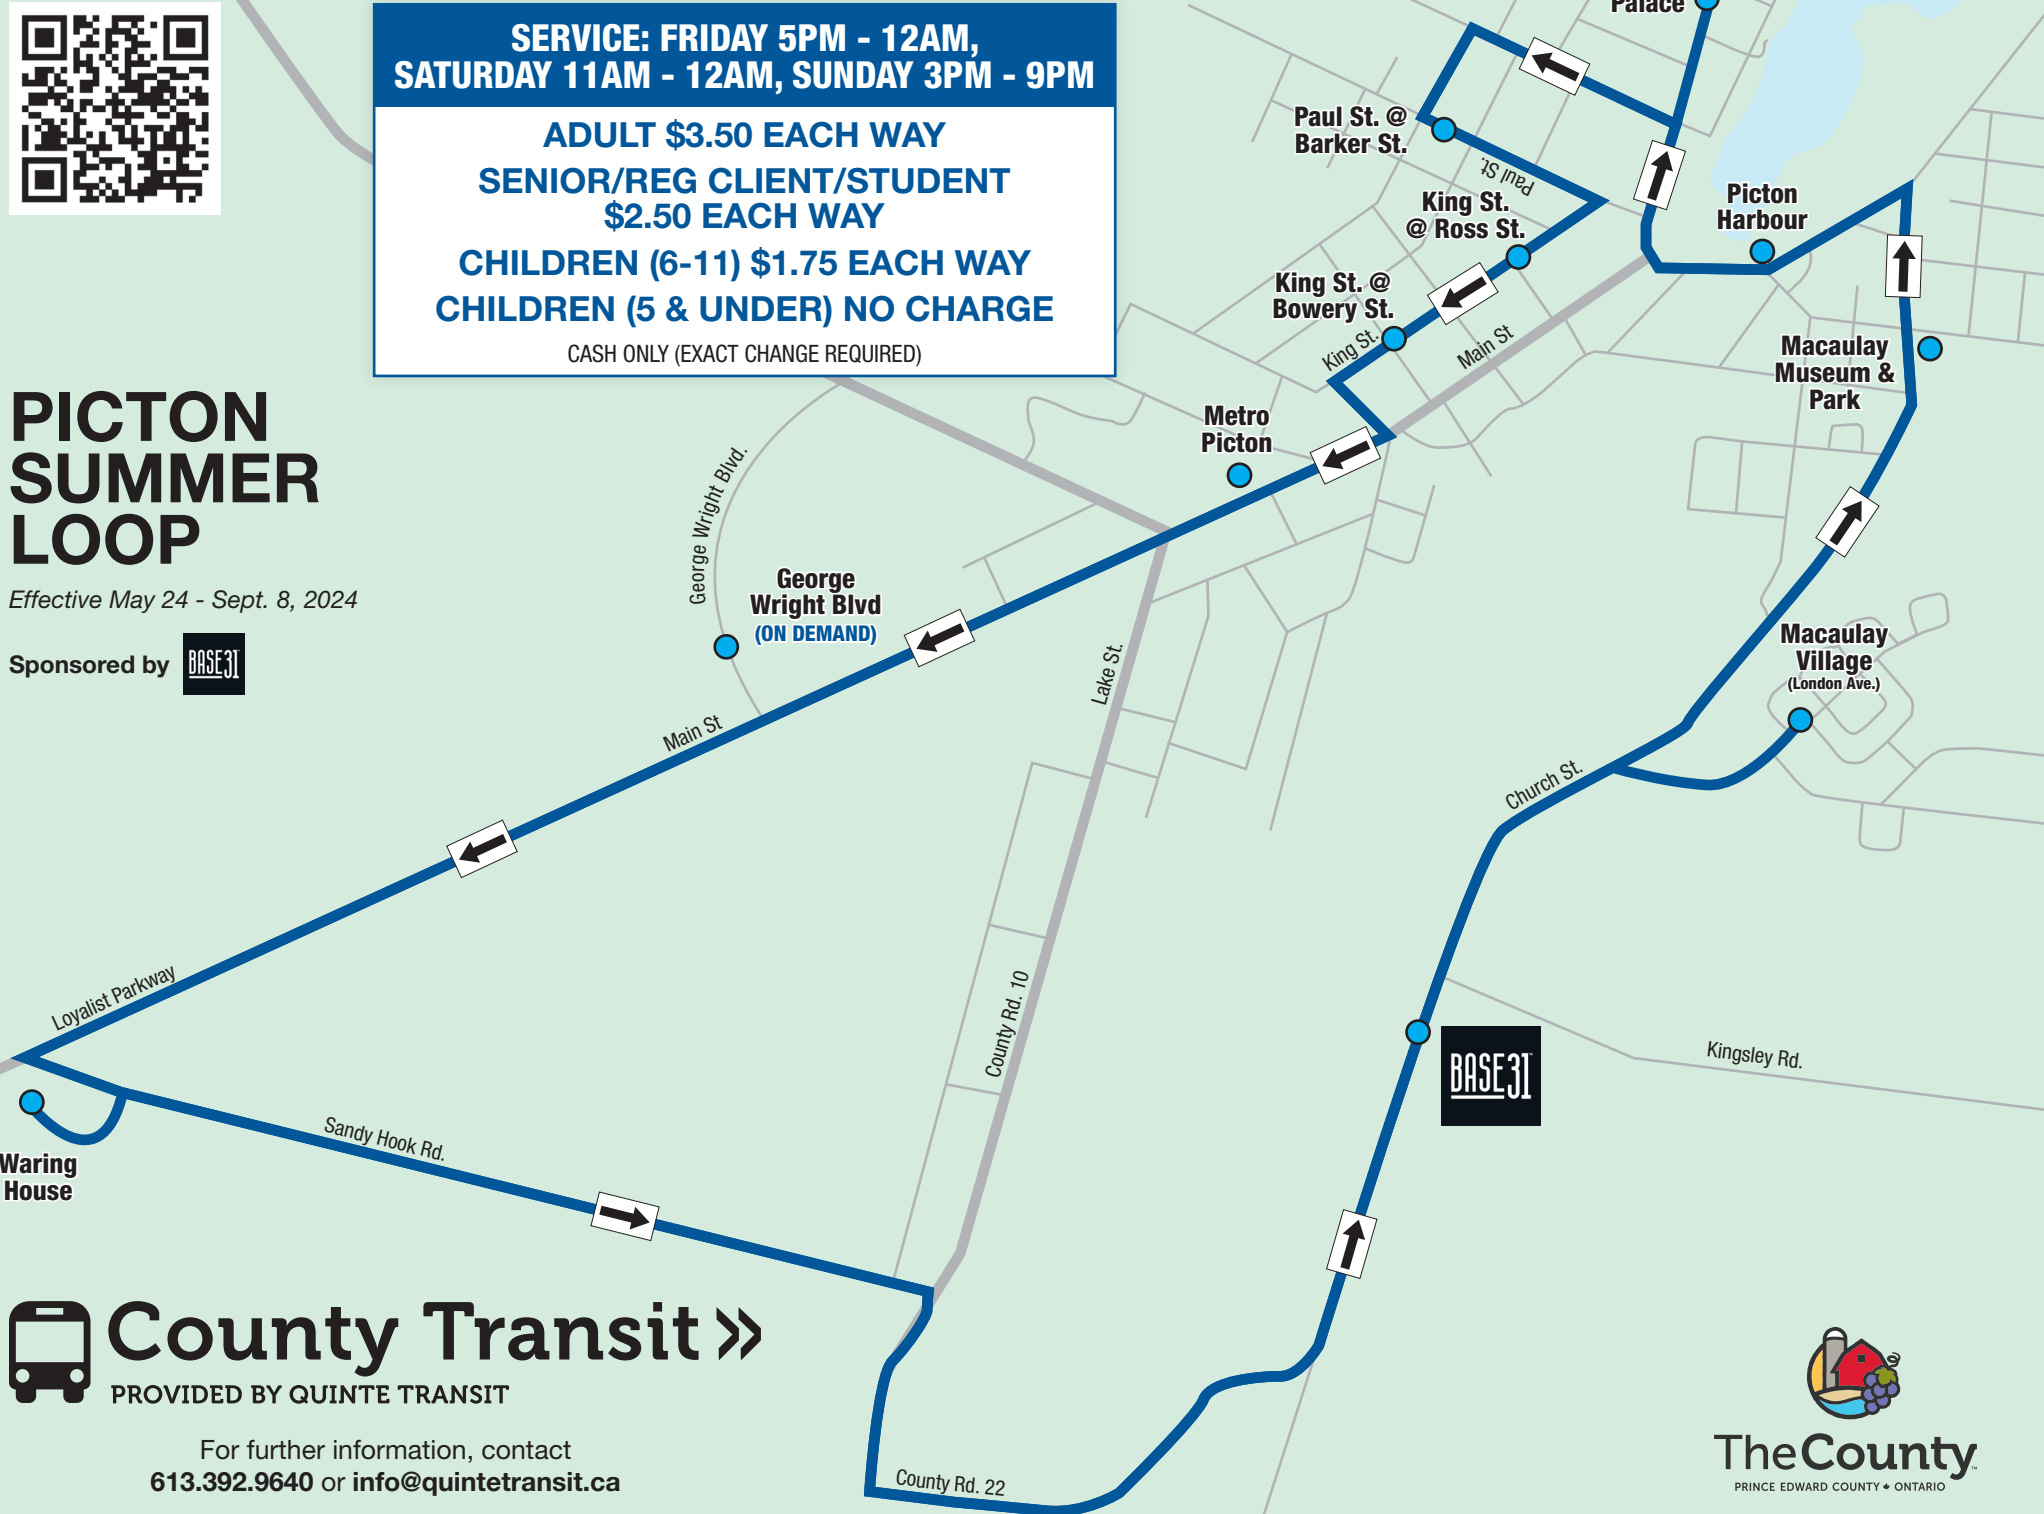 SERVICE: FRIDAY 5PM - 12AM,
SATURDAY 11AM - 12AM, SUNDAY 3PM - 9PM
ADULT $3.50 EACH WAY
SENIOR/REG CLIENT/STUDENT
$2.50 EACH WAY
CHILDREN (6-11) $1.75 EACH WAY
CHILDREN (5 & UNDER) NO CHARGE
CASH ONLY (EXACT CHANGE REQUIRED)
PICTON
SUMMER
LOOP
Effective May 24 - Sept. 8, 2024
Sponsored by BASE31
Palace
Paul St. @
Barker St.
Paul St.
King St.
@ Ross St.
Picton
Harbour
King St. @
Bowery St.
King St.
Main St
Macaulay
Museum &
Park
Metro
Picton
George Wright Blvd.
George
Wright Blvd
(ON DEMAND)
Macaulay
Village
(London Ave.)
Lake St.
Main St
Church St.
Loyalist Parkway
County Rd. 10
BASE31
Kingsley Rd.
Sandy Hook Rd.
Waring
House
County Rd. 22
County Transit
PROVIDED BY QUINTE TRANSIT
For further information, contact
613.392.9640 or info@quintetransit.ca
TheCounty™
PRINCE EDWARD COUNTY ONTARIO